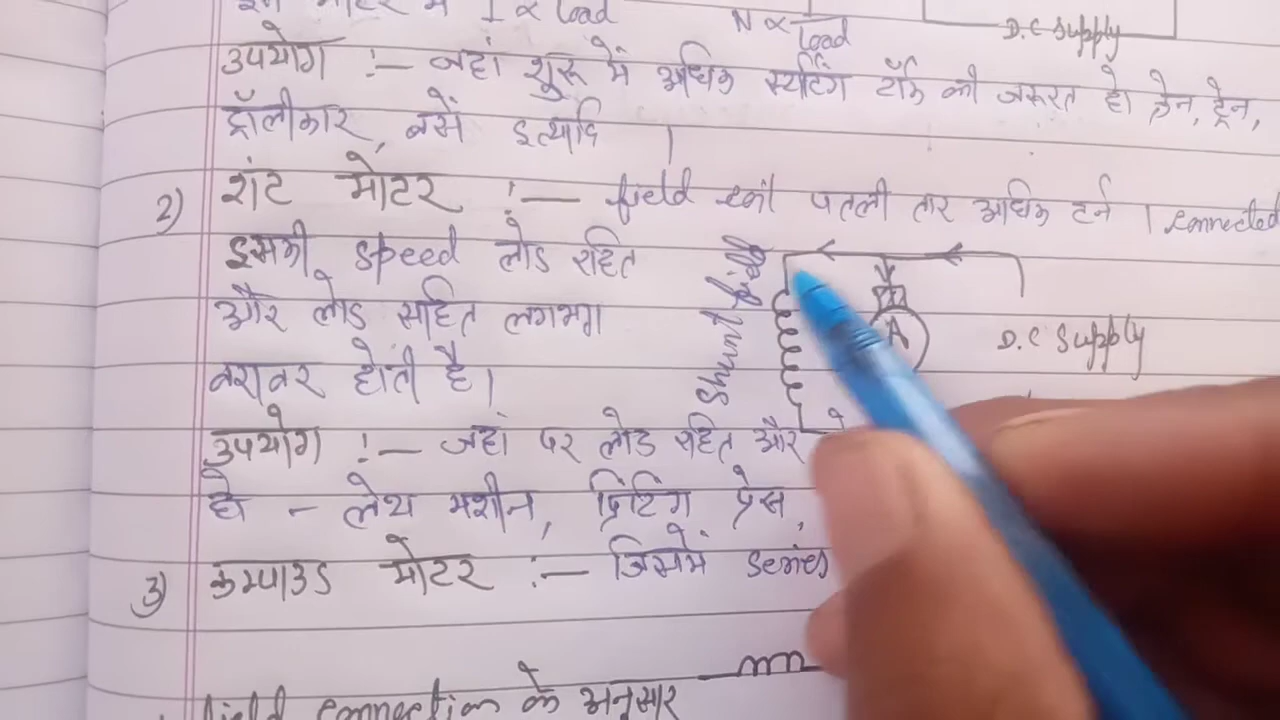 में I ∝ load N ∝ 1/load D.C Supply
उपयोग :- जहां शुरू में अधिक स्टार्टिंग टॉर्क की जरूरत हो। क्रेन, ट्रेन,
ट्रॉलीकार, बसें इत्यादि।
2) शंट मोटर :- field पतली तार अधिक टर्न। connected
इसकी speed लोड रहित
और लोड सहित लगभग
बराबर होती है।
Shunt field
A
D.C Supply
उपयोग :- जहां पर लोड रहित और
हो - लेथ मशीन, प्रिंटिंग प्रेस,
3) कम्पाउंड मोटर :- जिसमें series
field connection के अनुसार